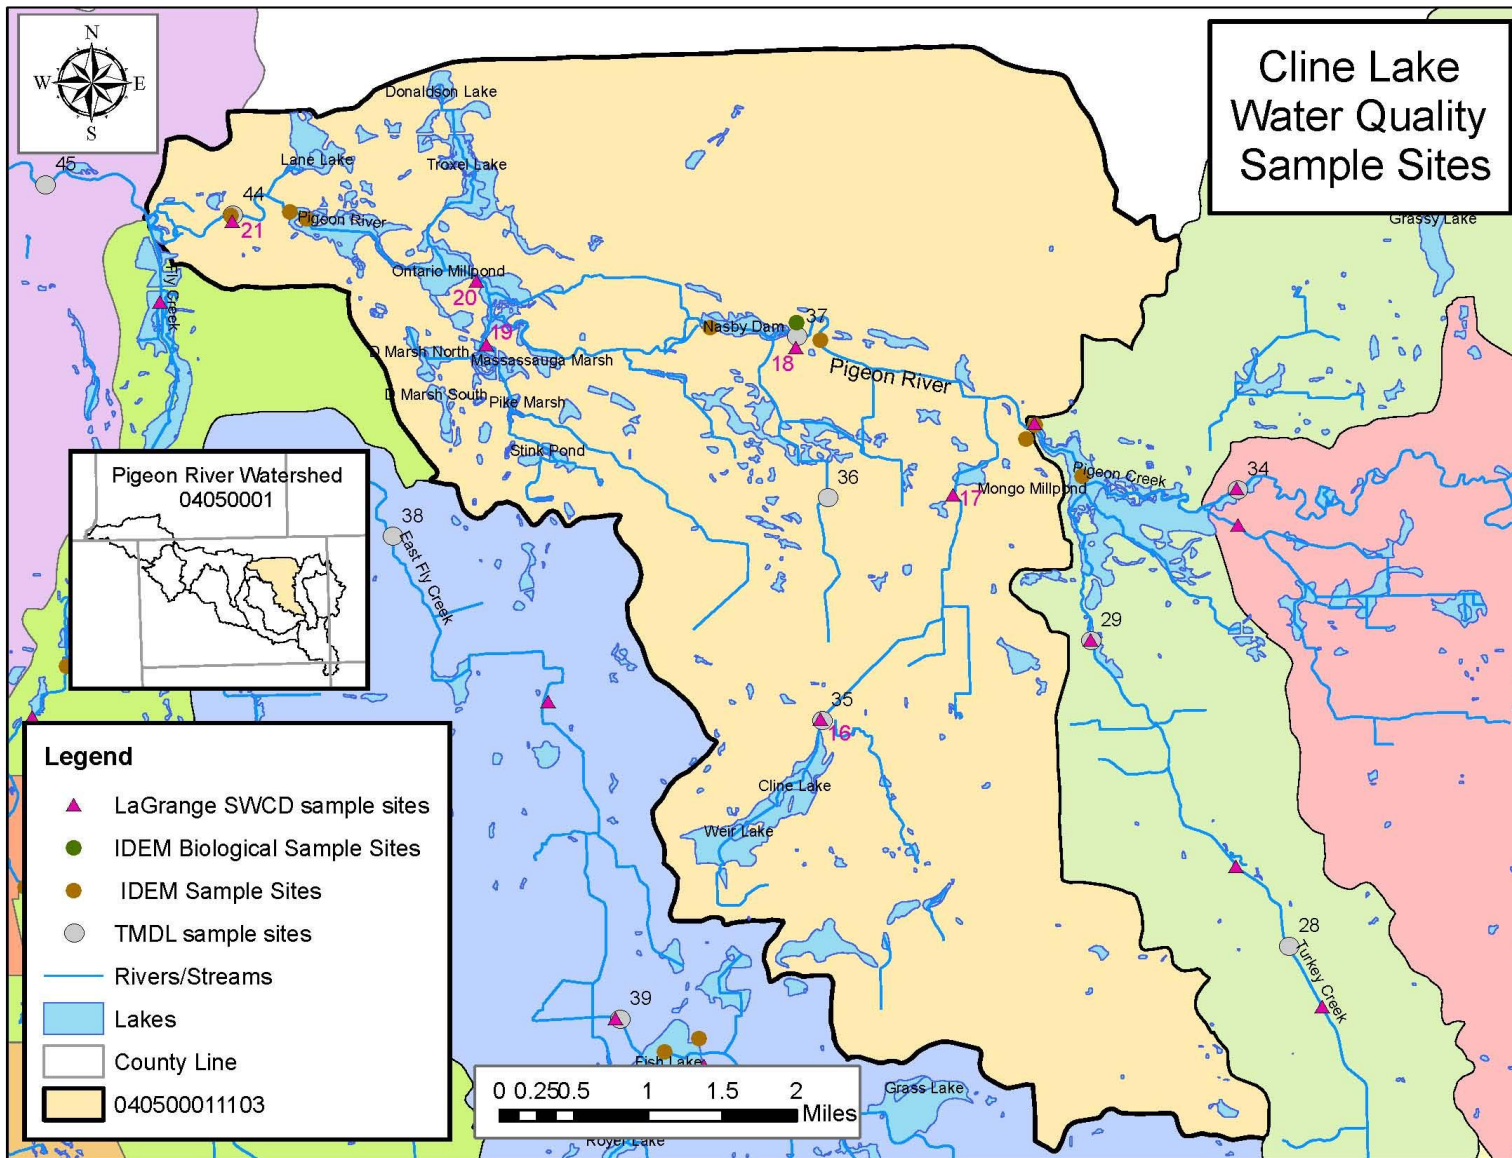 N
W E
S
Cline Lake
Water Quality
Sample Sites
Donaldson Lake
Lane Lake
Troxel Lake
45
44
21
Pigeon River
Grassy Lake
Fly Creek
Ontario Millpond
20
19
D Marsh North
Massassauga Marsh
D Marsh South
Pike Marsh
Stink Pond
Nasby Dam
37
18
Pigeon River
36
17
Mongo Millpond
Pigeon Creek
34
Pigeon River Watershed
04050001
38
East Fly Creek
29
35
16
Cline Lake
Weir Lake
28
Turkey Creek
39
Fish Lake
Grass Lake
Royer Lake
Legend
LaGrange SWCD sample sites
IDEM Biological Sample Sites
IDEM Sample Sites
TMDL sample sites
Rivers/Streams
Lakes
County Line
040500011103
0 0.25 0.5 1 2
Miles